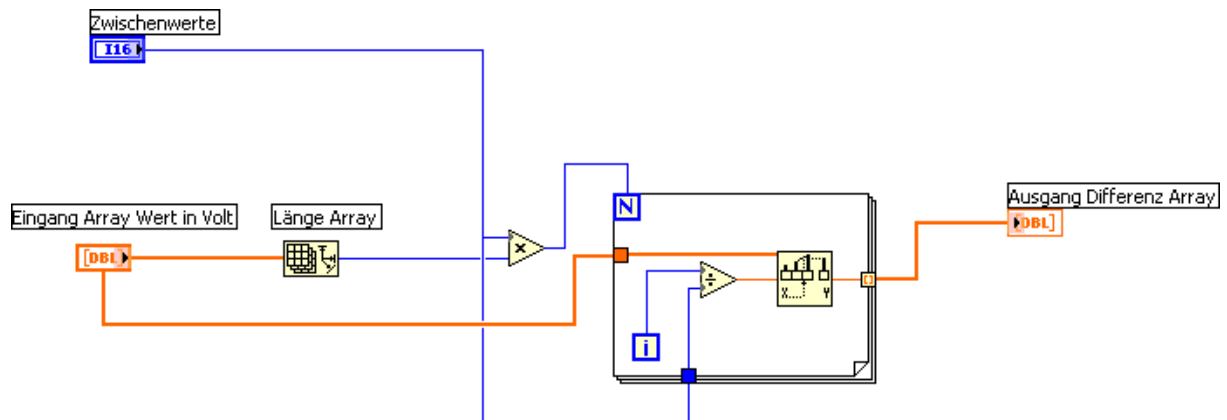 Zwischenwerte
I16
Eingang Array Wert in Volt
Länge Array
Ausgang Differenz Array
[DBL]
×
N
÷
i
X
Y
[]
DBL]